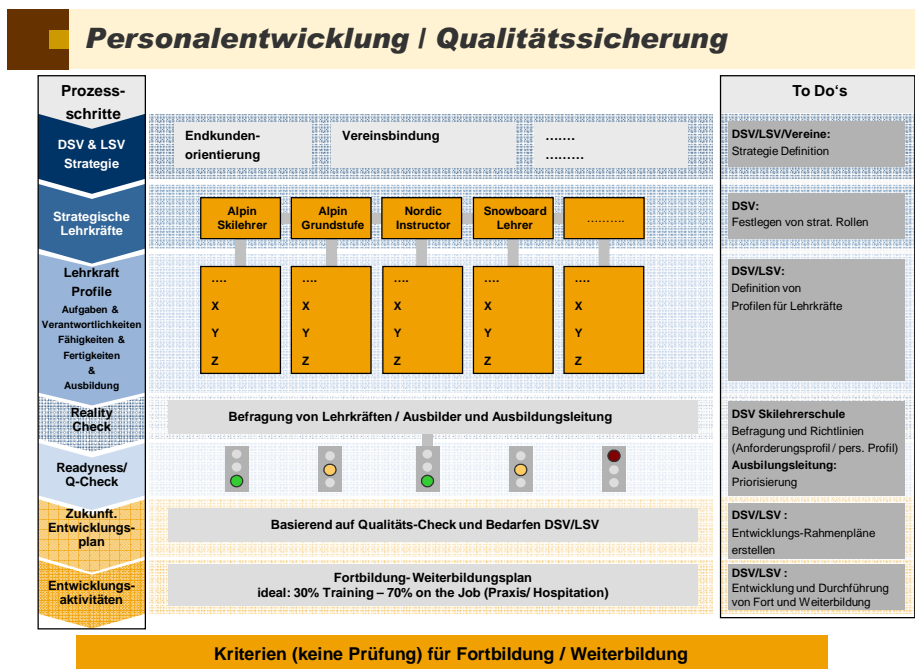 Personalentwicklung / Qualitätssicherung
Prozess-
schritte
To Do's
DSV & LSV
Strategie
Endkunden-
orientierung
Vereinsbindung
.......
.........
DSV/LSV/Vereine:
Strategie Definition
Strategische
Lehrkräfte
Alpin
Skilehrer
Alpin
Grundstufe
Nordic
Instructor
Snowboard
Lehrer
..........
DSV:
Festlegen von strat. Rollen
Lehrkraft
Profile
Aufgaben &
Verantwortlichkeiten
Fähigkeiten &
Fertigkeiten
&
Ausbildung
....
X
Y
Z
....
X
Y
Z
....
X
Y
Z
....
X
Y
Z
....
X
Y
Z
DSV/LSV:
Definition von
Profilen für Lehrkräfte
Reality
Check
Befragung von Lehrkräften / Ausbilder und Ausbildungsleitung
DSV Skilehrerschule
Befragung und Richtlinien
(Anforderungsprofil / pers. Profil)
Ausbilungsleitung:
Priorisierung
Readyness/
Q-Check
Zukunft.
Entwicklungs-
plan
Basierend auf Qualitäts-Check und Bedarfen DSV/LSV
DSV/LSV :
Entwicklungs-Rahmenpläne
erstellen
Entwicklungs-
aktivitäten
Fortbildung- Weiterbildungsplan
ideal: 30% Training – 70% on the Job (Praxis/ Hospitation)
DSV/LSV :
Entwicklung und Durchführung
von Fort und Weiterbildung
Kriterien (keine Prüfung) für Fortbildung / Weiterbildung